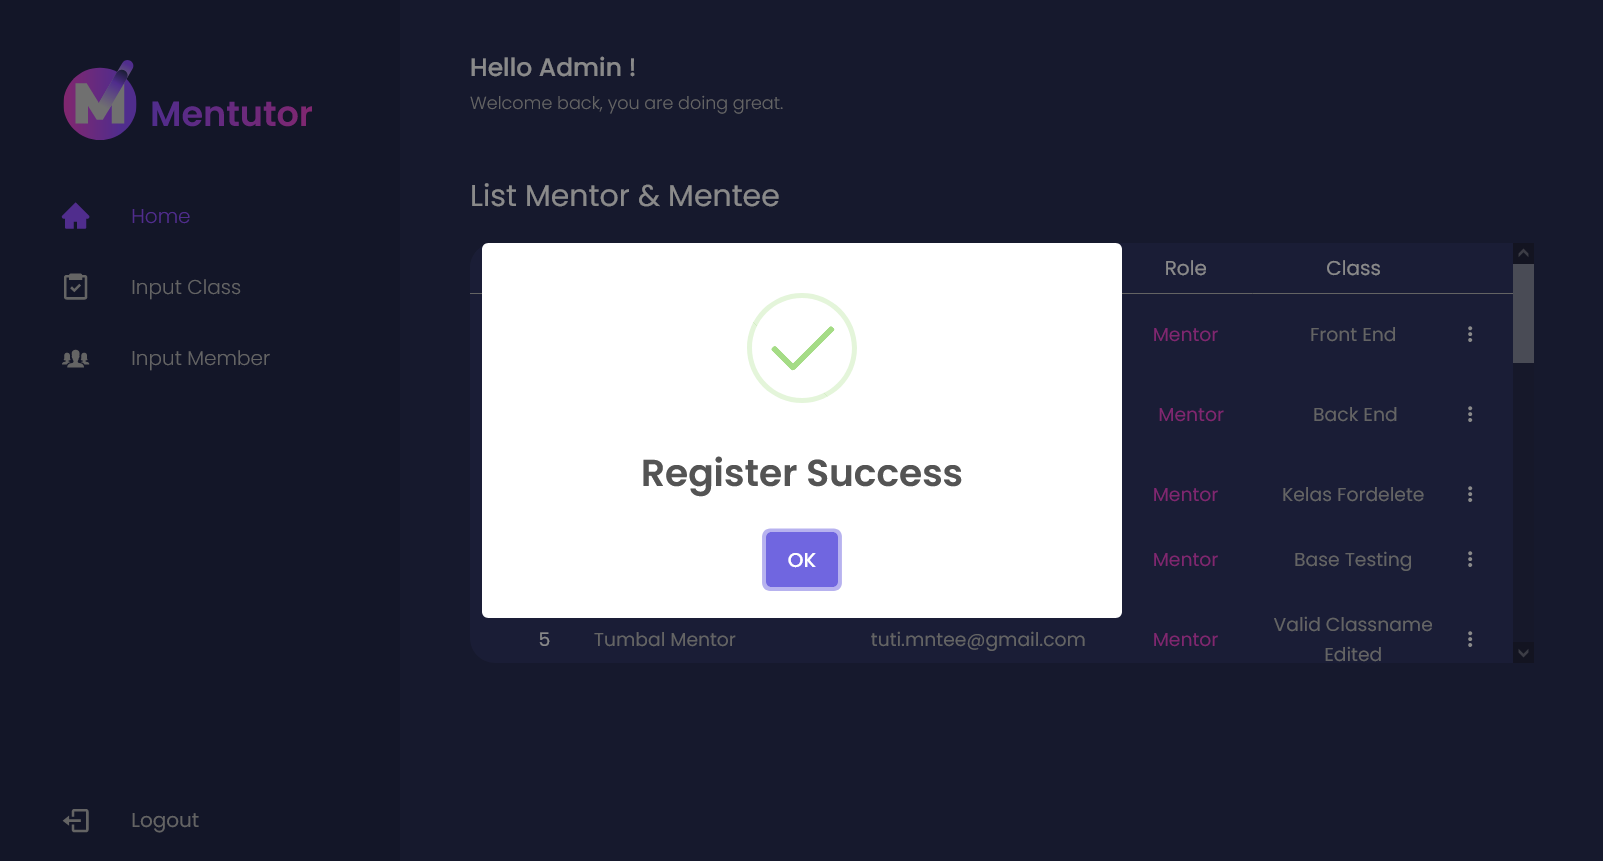 Mentutor
Home
Input Class
Input Member
Logout
Hello Admin !
Welcome back, you are doing great.
List Mentor & Mentee
Role Class
Mentor Front End
Mentor Back End
Mentor Kelas Fordelete
Mentor Base Testing
5 Tumbal Mentor tuti.mntee@gmail.com Mentor Valid Classname
Edited
Register Success
OK